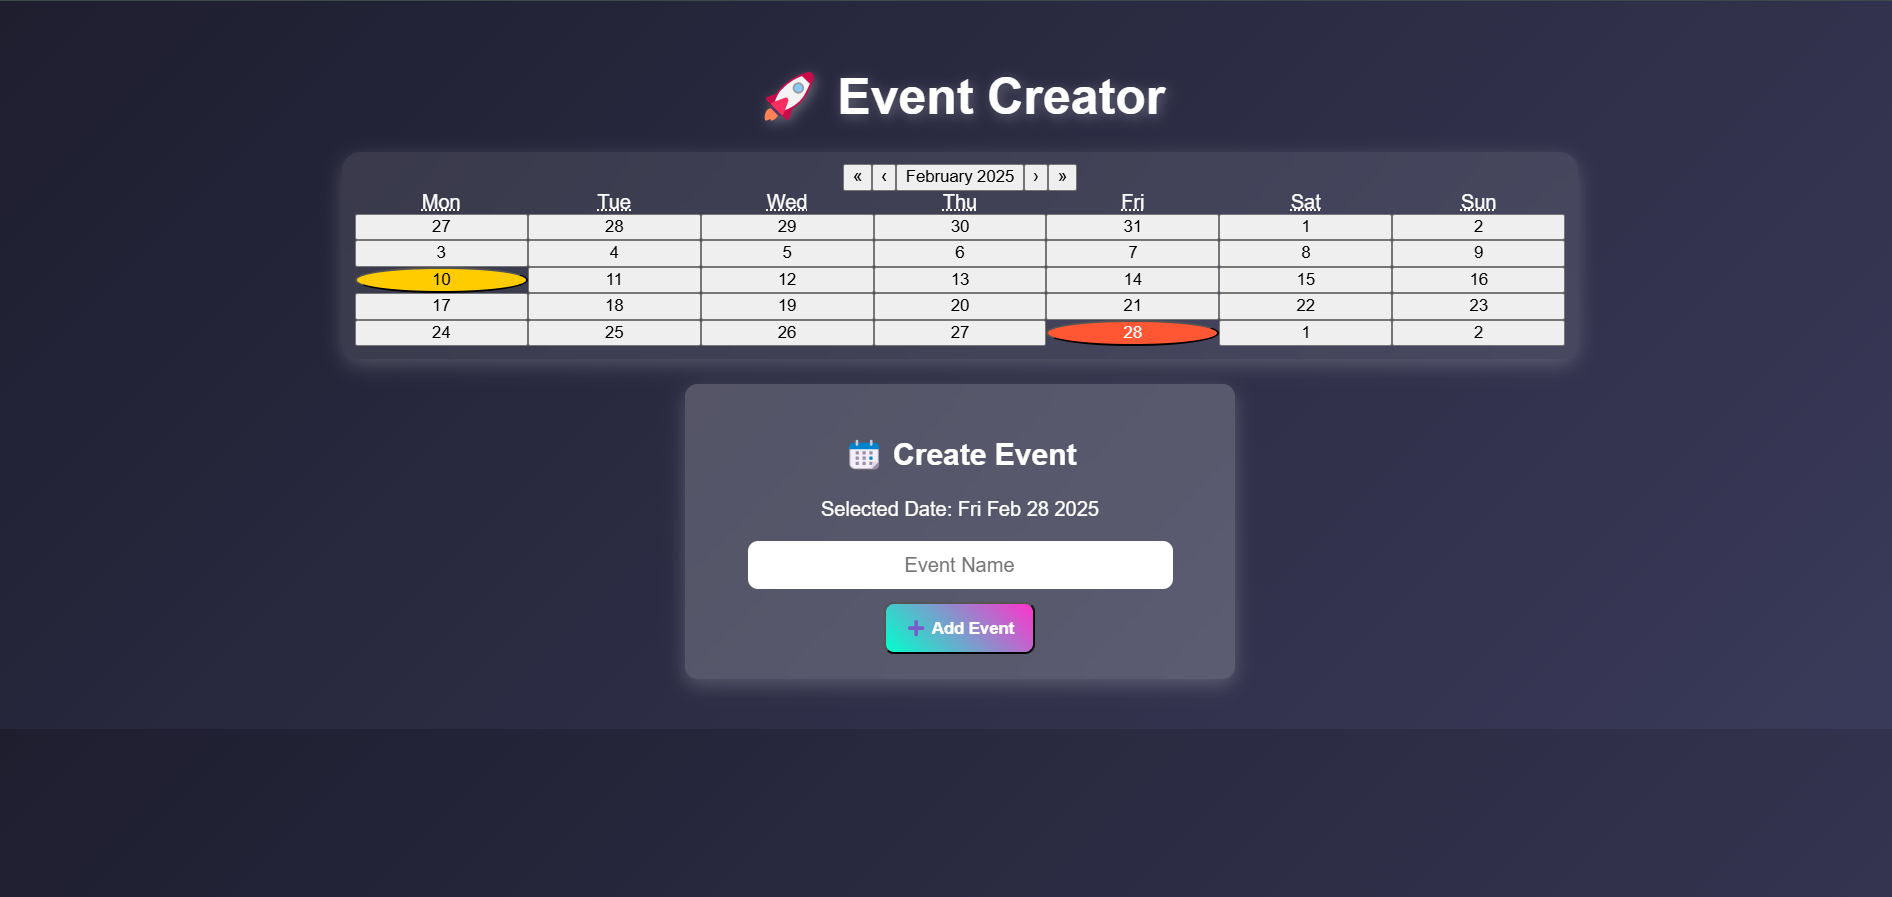 🚀 Event Creator
« ‹ February 2025 › »
Mon Tue Wed Thu Fri Sat Sun
27 28 29 30 31 1 2
3 4 5 6 7 8 9
10 11 12 13 14 15 16
17 18 19 20 21 22 23
24 25 26 27 28 1 2
Create Event
Selected Date: Fri Feb 28 2025
Event Name
➕ Add Event